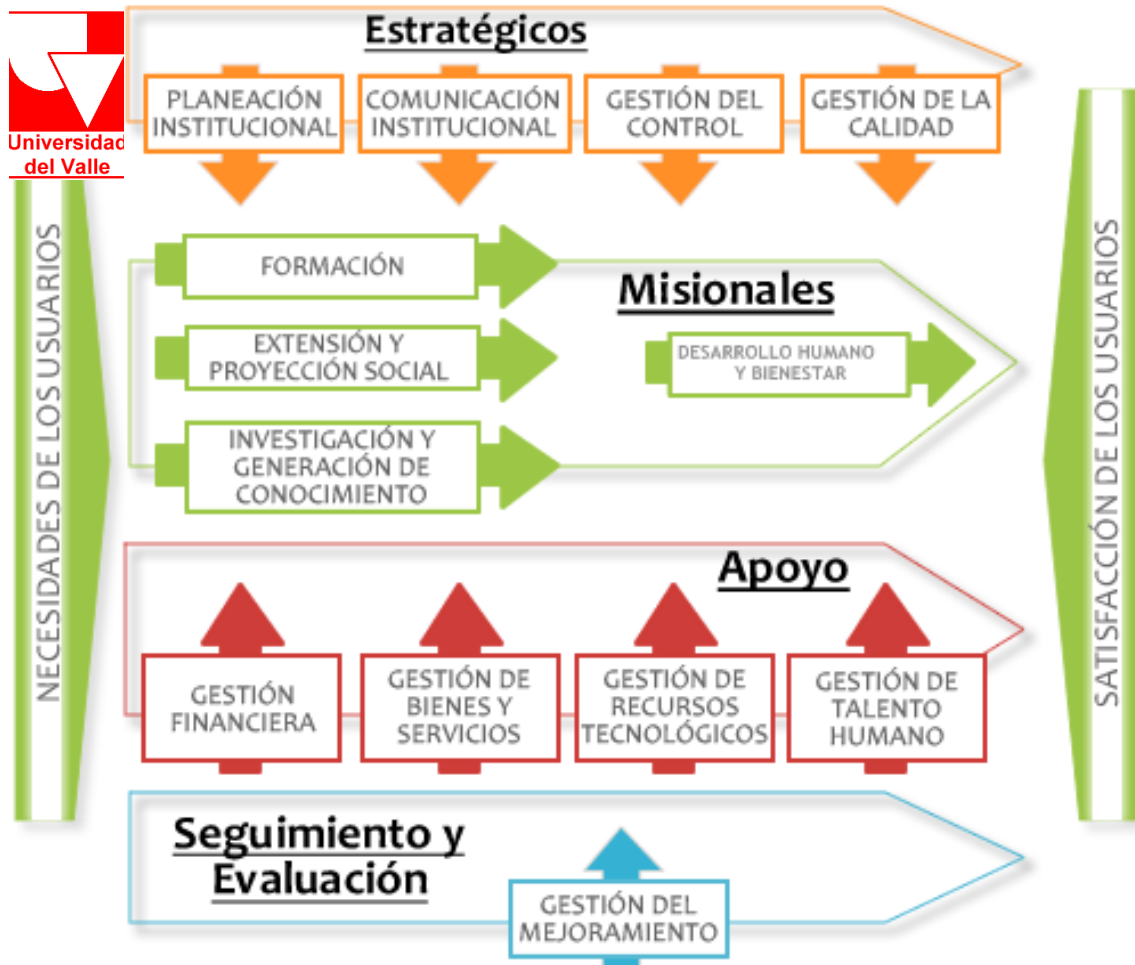 Universidad
del Valle
Estratégicos
PLANEACIÓN
INSTITUCIONAL
COMUNICACIÓN
INSTITUCIONAL
GESTIÓN DEL
CONTROL
GESTIÓN DE LA
CALIDAD
NECESIDADES DE LOS USUARIOS
FORMACIÓN
Misionales
EXTENSIÓN Y
PROYECCIÓN SOCIAL
DESARROLLO HUMANO
Y BIENESTAR
INVESTIGACIÓN Y
GENERACIÓN DE
CONOCIMIENTO
SATISFACCIÓN DE LOS USUARIOS
Apoyo
GESTIÓN
FINANCIERA
GESTIÓN DE
BIENES Y
SERVICIOS
GESTIÓN DE
RECURSOS
TECNOLÓGICOS
GESTIÓN DE
TALENTO
HUMANO
Seguimiento y
Evaluación
GESTIÓN DEL
MEJORAMIENTO